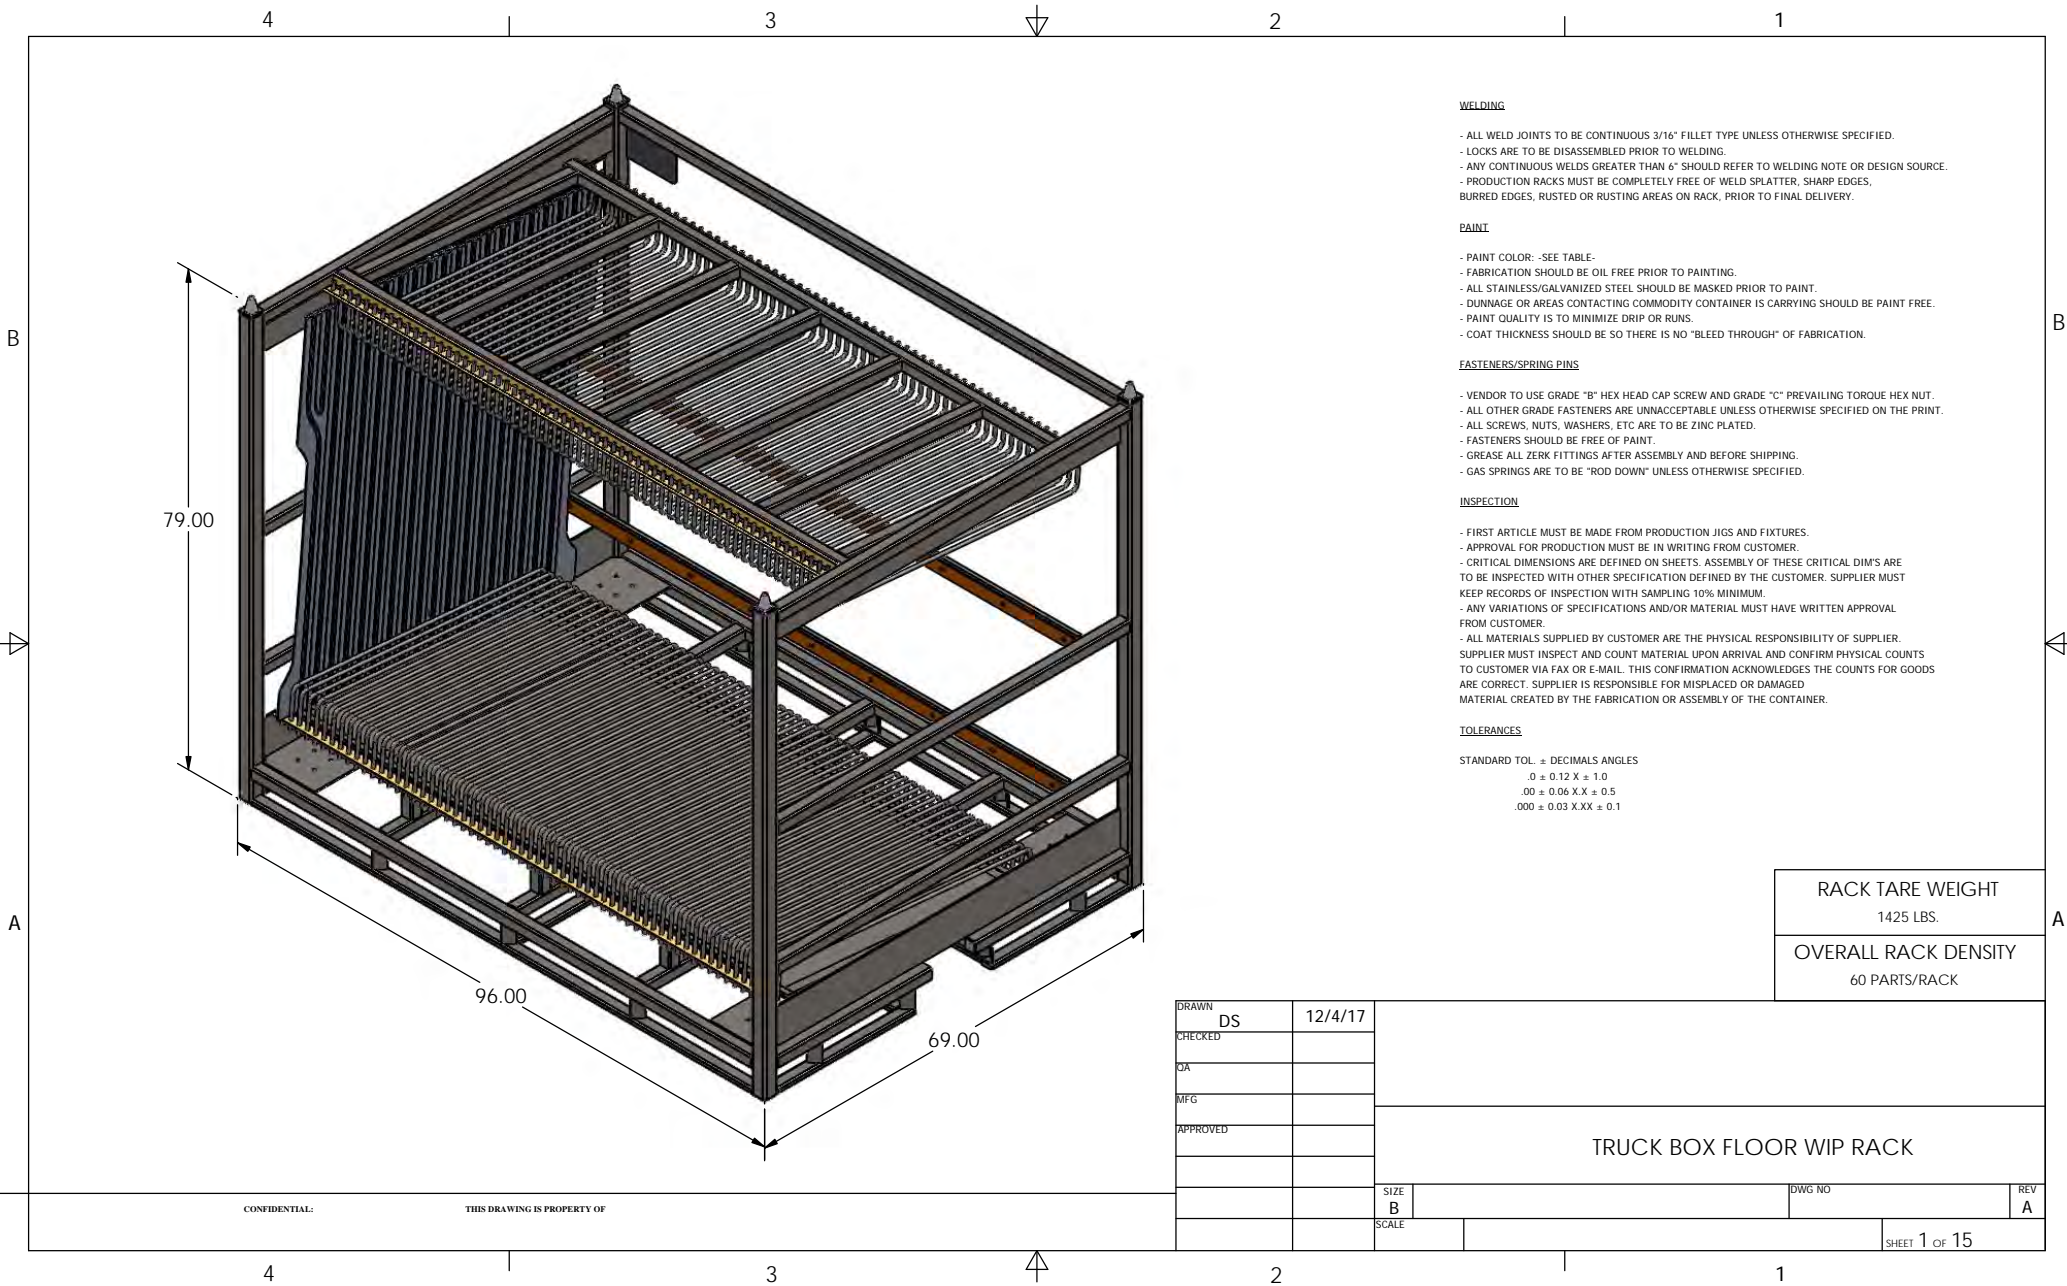 4 3 2 1
WELDING
- ALL WELD JOINTS TO BE CONTINUOUS 3/16" FILLET TYPE UNLESS OTHERWISE SPECIFIED.
- LOCKS ARE TO BE DISASSEMBLED PRIOR TO WELDING.
- ANY CONTINUOUS WELDS GREATER THAN 6" SHOULD REFER TO WELDING NOTE OR DESIGN SOURCE.
- PRODUCTION RACKS MUST BE COMPLETELY FREE OF WELD SPLATTER, SHARP EDGES,
BURRED EDGES, RUSTED OR RUSTING AREAS ON RACK, PRIOR TO FINAL DELIVERY.
PAINT
- PAINT COLOR: -SEE TABLE-
- FABRICATION SHOULD BE OIL FREE PRIOR TO PAINTING.
- ALL STAINLESS/GALVANIZED STEEL SHOULD BE MASKED PRIOR TO PAINT.
- DUNNAGE OR AREAS CONTACTING COMMODITY CONTAINER IS CARRYING SHOULD BE PAINT FREE.
- PAINT QUALITY IS TO MINIMIZE DRIP OR RUNS.
- COAT THICKNESS SHOULD BE SO THERE IS NO "BLEED THROUGH" OF FABRICATION.
B B
FASTENERS/SPRING PINS
- VENDOR TO USE GRADE "B" HEX HEAD CAP SCREW AND GRADE "C" PREVAILING TORQUE HEX NUT.
- ALL OTHER GRADE FASTENERS ARE UNNACCEPTABLE UNLESS OTHERWISE SPECIFIED ON THE PRINT.
- ALL SCREWS, NUTS, WASHERS, ETC ARE TO BE ZINC PLATED.
- FASTENERS SHOULD BE FREE OF PAINT.
- GREASE ALL ZERK FITTINGS AFTER ASSEMBLY AND BEFORE SHIPPING.
- GAS SPRINGS ARE TO BE "ROD DOWN" UNLESS OTHERWISE SPECIFIED.
INSPECTION
- FIRST ARTICLE MUST BE MADE FROM PRODUCTION JIGS AND FIXTURES.
- APPROVAL FOR PRODUCTION MUST BE IN WRITING FROM CUSTOMER.
- CRITICAL DIMENSIONS ARE DEFINED ON SHEETS. ASSEMBLY OF THESE CRITICAL DIM'S ARE
TO BE INSPECTED WITH OTHER SPECIFICATION DEFINED BY THE CUSTOMER. SUPPLIER MUST
KEEP RECORDS OF INSPECTION WITH SAMPLING 10% MINIMUM.
- ANY VARIATIONS OF SPECIFICATIONS AND/OR MATERIAL MUST HAVE WRITTEN APPROVAL
FROM CUSTOMER.
- ALL MATERIALS SUPPLIED BY CUSTOMER ARE THE PHYSICAL RESPONSIBILITY OF SUPPLIER.
SUPPLIER MUST INSPECT AND COUNT MATERIAL UPON ARRIVAL AND CONFIRM PHYSICAL COUNTS
TO CUSTOMER VIA FAX OR E-MAIL. THIS CONFIRMATION ACKNOWLEDGES THE COUNTS FOR GOODS
ARE CORRECT. SUPPLIER IS RESPONSIBLE FOR MISPLACED OR DAMAGED
MATERIAL CREATED BY THE FABRICATION OR ASSEMBLY OF THE CONTAINER.
TOLERANCES
STANDARD TOL. ± DECIMALS ANGLES
.0 ± 0.12 X ± 1.0
.00 ± 0.06 X.X ± 0.5
.000 ± 0.03 X.XX ± 0.1
79.00
96.00
69.00
A A
RACK TARE WEIGHT
1425 LBS.
OVERALL RACK DENSITY
60 PARTS/RACK
DRAWN
DS 12/4/17
CHECKED
QA
MFG
APPROVED
TRUCK BOX FLOOR WIP RACK
SIZE
B
DWG NO
REV
A
SCALE
SHEET 1 OF 15
CONFIDENTIAL: THIS DRAWING IS PROPERTY OF
4 3 2 1